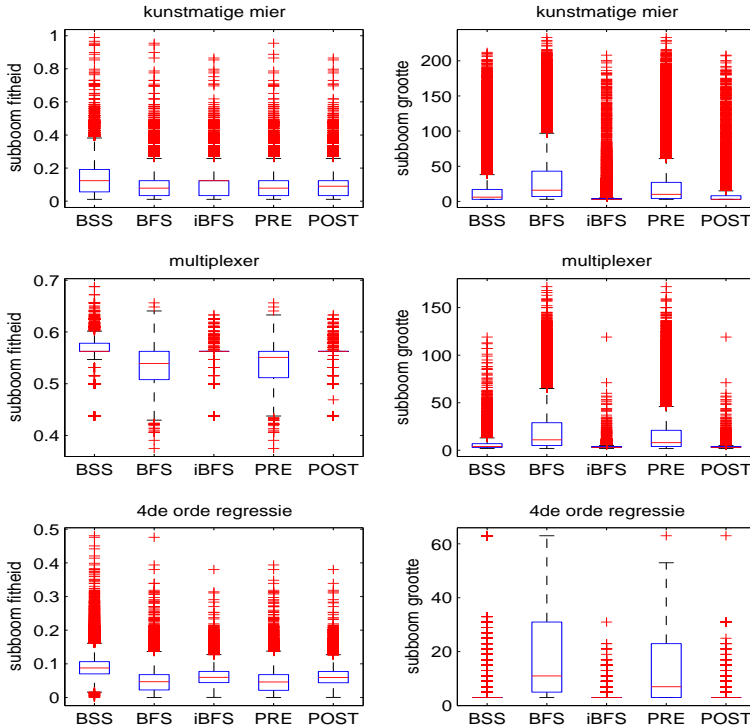 kunstmatige mier
subboom fitheid
1
0.8
0.6
0.4
0.2
0
BSS BFS iBFS PRE POST
kunstmatige mier
subboom grootte
200
150
100
50
0
BSS BFS iBFS PRE POST
multiplexer
subboom fitheid
0.7
0.6
0.5
0.4
BSS BFS iBFS PRE POST
multiplexer
subboom grootte
150
100
50
0
BSS BFS iBFS PRE POST
4de orde regressie
subboom fitheid
0.5
0.4
0.3
0.2
0.1
0
BSS BFS iBFS PRE POST
4de orde regressie
subboom grootte
60
40
20
0
BSS BFS iBFS PRE POST